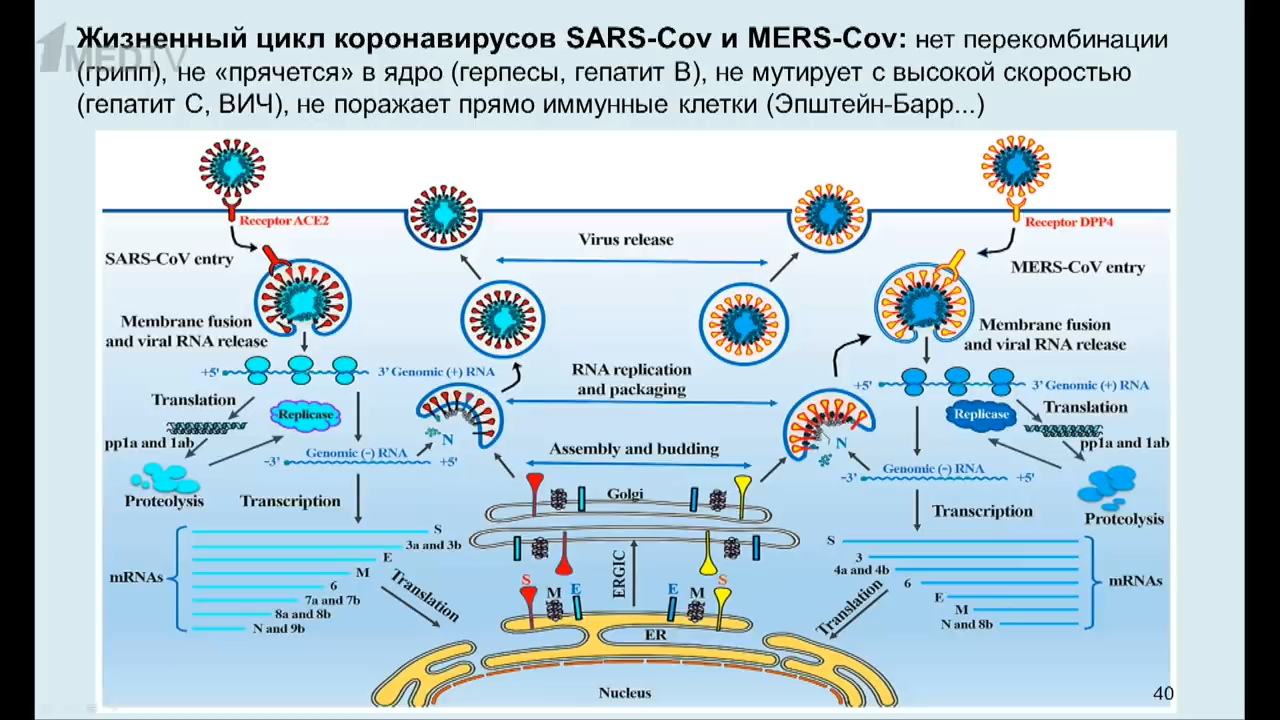 Жизненный цикл коронавирусов SARS-Cov и MERS-Cov: нет перекомбинации
(грипп), не «прячется» в ядро (герпесы, гепатит В), не мутирует с высокой скоростью
(гепатит С, ВИЧ), не поражает прямо иммунные клетки (Эпштейн-Барр...)
1MEDTV
Receptor ACE2
Receptor DPP4
Virus release
SARS-CoV entry
MERS-CoV entry
Membrane fusion
and viral RNA release
Membrane fusion
and viral RNA release
+5'
3' Genomic (+) RNA
RNA replication
and packaging
+5'
3' Genomic (+) RNA
Translation
Replicase
Replicase
Translation
pp1a and 1ab
N
N
pp1a and 1ab
Genomic (−) RNA
−3'
+5'
Assembly and budding
Genomic (−) RNA
−3'
+5'
Proteolysis
Transcription
Golgi
Transcription
Proteolysis
S
3a and 3b
E
M
6
7a and 7b
8a and 8b
N and 9b
mRNAs
Translation
ERGIC
S
M
E
E
M
S
ER
Nucleus
S
3
4a and 4b
6
E
M
N and 8b
mRNAs
Translation
40